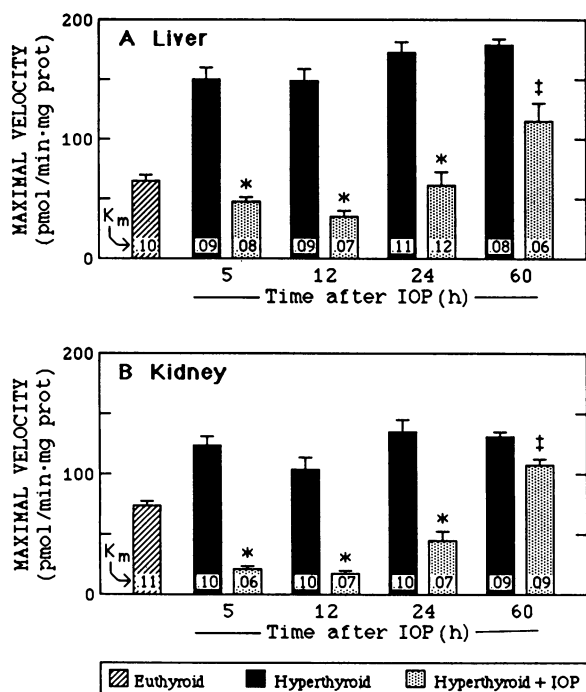 200
A Liver
MAXIMAL VELOCITY
(pmol/min·mg prot)
100
0
Km
.10 .09 .08 .09 .07 .11 .12 .08 .06
* * * ‡
5 12 24 60
Time after IOP (h)
200
B Kidney
MAXIMAL VELOCITY
(pmol/min·mg prot)
100
0
Km
.11 .10 .06 .10 .07 .10 .07 .09 .09
* * * ‡
5 12 24 60
Time after IOP (h)
Euthyroid Hyperthyroid Hyperthyroid + IOP